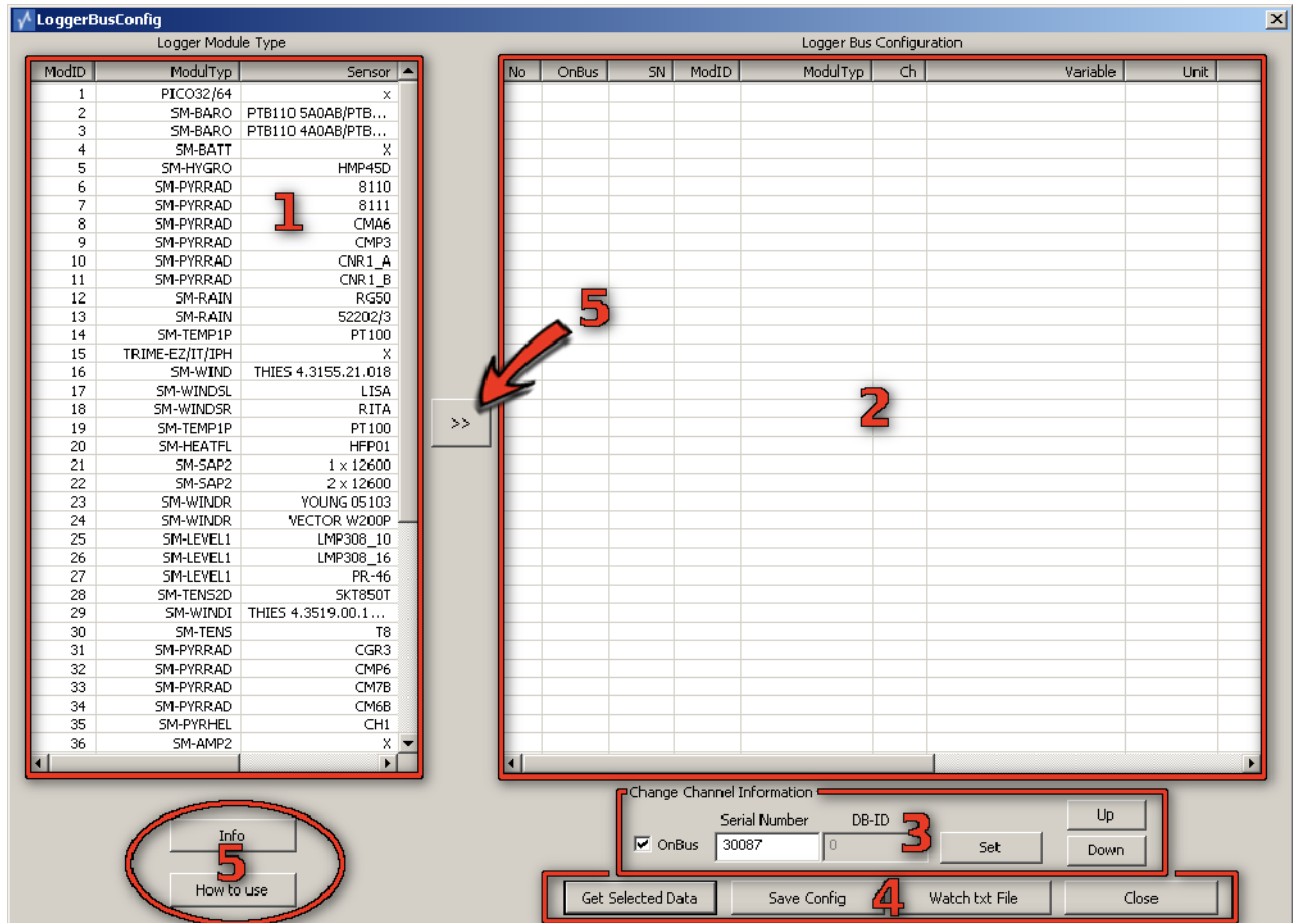 LoggerBusConfig
Logger Module Type
Logger Bus Configuration
ModID ModulTyp Sensor
No OnBus SN ModID ModulTyp Ch Variable Unit
1 PICO32/64 x
2 SM-BARO PTB110 5A0AB/PTB...
3 SM-BARO PTB110 4A0AB/PTB...
4 SM-BATT X
5 SM-HYGRO HMP45D
6 SM-PYRRAD 8110
7 SM-PYRRAD 8111
8 SM-PYRRAD CMA6
9 SM-PYRRAD CMP3
10 SM-PYRRAD CNR1_A
11 SM-PYRRAD CNR1_B
12 SM-RAIN RG50
13 SM-RAIN 52202/3
14 SM-TEMP1P PT100
15 TRIME-EZ/IT/IPH X
16 SM-WIND THIES 4.3155.21.018
17 SM-WINDSL LISA
18 SM-WINDSR RITA
19 SM-TEMP1P PT100
20 SM-HEATFL HFP01
21 SM-SAP2 1 x 12600
22 SM-SAP2 2 x 12600
23 SM-WINDR YOUNG 05103
24 SM-WINDR VECTOR W200P
25 SM-LEVEL1 LMP308_10
26 SM-LEVEL1 LMP308_16
27 SM-LEVEL1 PR-46
28 SM-TENS2D SKT850T
29 SM-WINDI THIES 4.3519.00.1...
30 SM-TENS T8
31 SM-PYRRAD CGR3
32 SM-PYRRAD CMP6
33 SM-PYRRAD CM7B
34 SM-PYRRAD CM6B
35 SM-PYRHEL CH1
36 SM-AMP2 X
1
5
>>
2
Change Channel Information
Serial Number DB-ID
OnBus 30087 0
3
Set
Up
Down
Info
5
How to use
Get Selected Data Save Config 4 Watch txt File Close